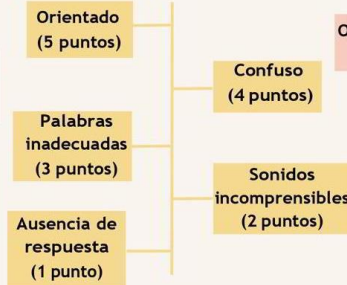 Orientado
(5 puntos)
Confuso
(4 puntos)
Palabras
inadecuadas
(3 puntos)
Sonidos
incomprensibles
(2 puntos)
Ausencia de
respuesta
(1 punto)